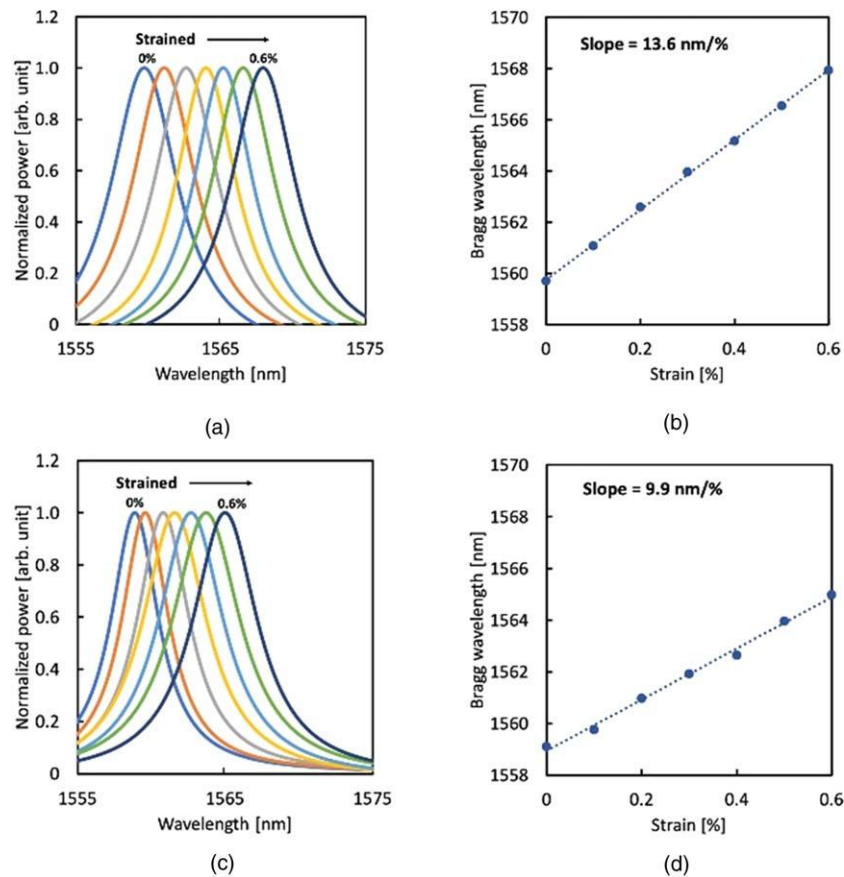 1.2
Strained
0%
0.6%
1.0
0.8
0.6
0.4
0.2
0
Normalized power [arb. unit]
1555
1565
1575
Wavelength [nm]
(a)
1570
Slope = 13.6 nm/%
1568
1566
1564
1562
1560
1558
Bragg wavelength [nm]
0
0.2
0.4
0.6
Strain [%]
(b)
1.2
Strained
0%
0.6%
1.0
0.8
0.6
0.4
0.2
0
Normalized power [arb. unit]
1555
1565
1575
Wavelength [nm]
(c)
1570
Slope = 9.9 nm/%
1568
1566
1564
1562
1560
1558
Bragg wavelength [nm]
0
0.2
0.4
0.6
Strain [%]
(d)